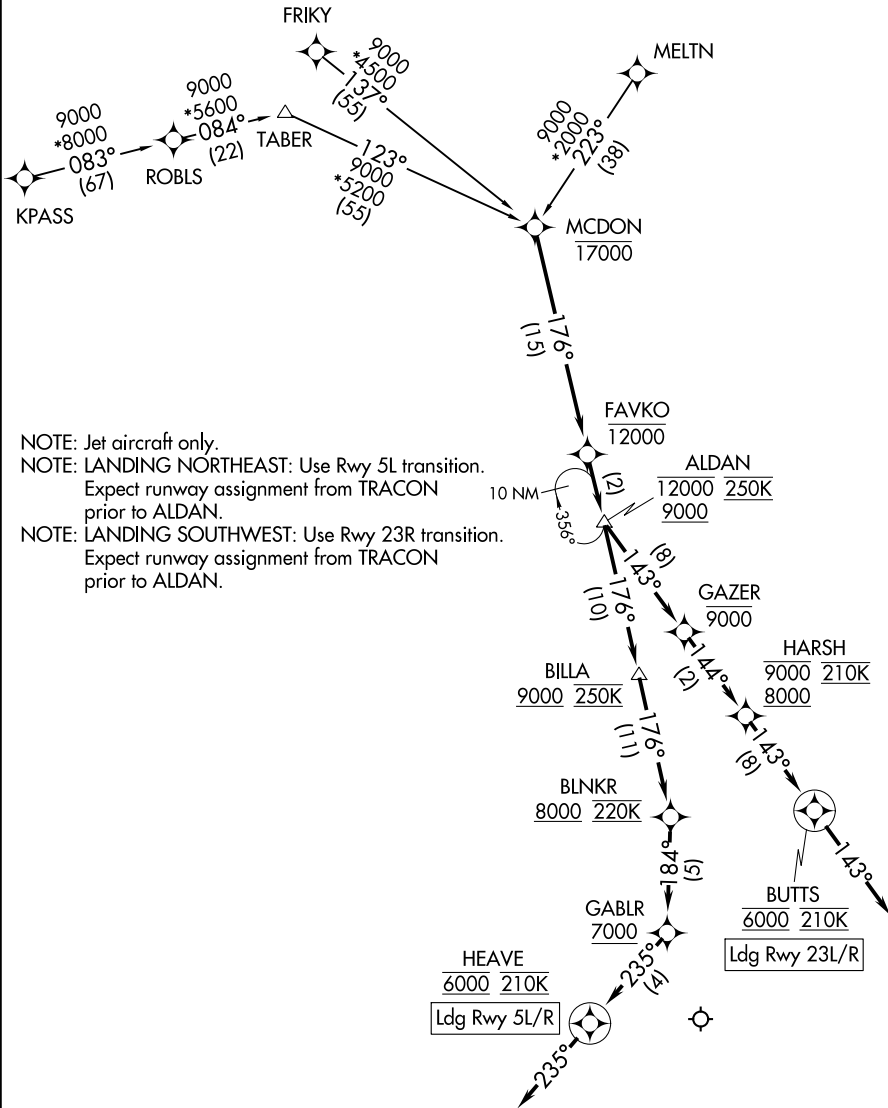 FRIKY
9000
*4500
137°
(55)
MELTN
9000
*2000
223°
(38)
9000
*5600
084°
(22)
TABER
9000
*8000
083°
(67)
ROBLS
KPASS
123°
9000
*5200
(55)
MCDON
17000
176°
(15)
FAVKO
12000
(2)
10 NM
356°
ALDAN
12000 250K
9000
NOTE: Jet aircraft only.
NOTE: LANDING NORTHEAST: Use Rwy 5L transition.
Expect runway assignment from TRACON
prior to ALDAN.
NOTE: LANDING SOUTHWEST: Use Rwy 23R transition.
Expect runway assignment from TRACON
prior to ALDAN.
(8)
143°
176°
(10)
GAZER
9000
144°
(2)
HARSH
9000 210K
8000
BILLA
9000 250K
176°
(11)
143°
(8)
BLNKR
8000 220K
184°
(5)
143°
BUTTS
6000 210K
Ldg Rwy 23L/R
GABLR
7000
235°
(4)
HEAVE
6000 210K
Ldg Rwy 5L/R
235°